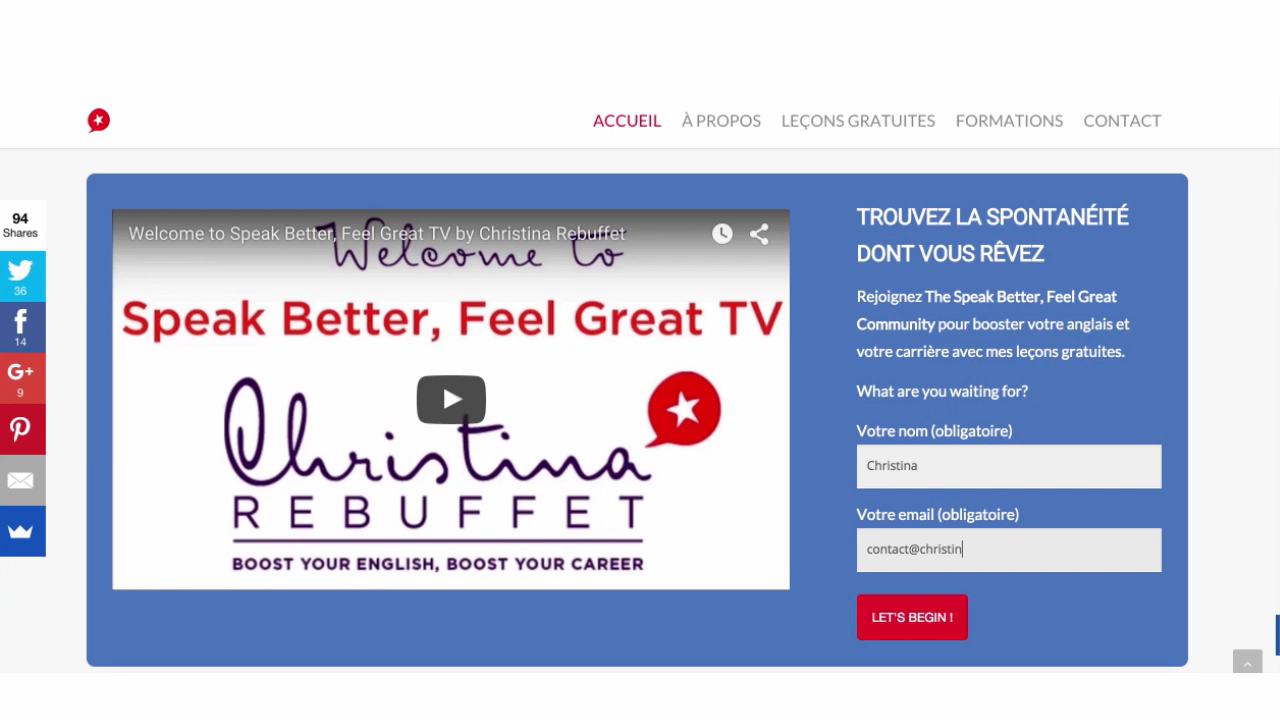 ACCUEIL À PROPOS LEÇONS GRATUITES FORMATIONS CONTACT
94
Shares
36
14
G+
9
Welcome to Speak Better, Feel Great TV by Christina Rebuffet
Welcome to
Speak Better, Feel Great TV
Christina
REBUFFET
BOOST YOUR ENGLISH, BOOST YOUR CAREER
TROUVEZ LA SPONTANÉITÉ
DONT VOUS RÊVEZ
Rejoignez The Speak Better, Feel Great
Community pour booster votre anglais et
votre carrière avec mes leçons gratuites.
What are you waiting for?
Votre nom (obligatoire)
Christina
Votre email (obligatoire)
contact@christin
LET'S BEGIN !